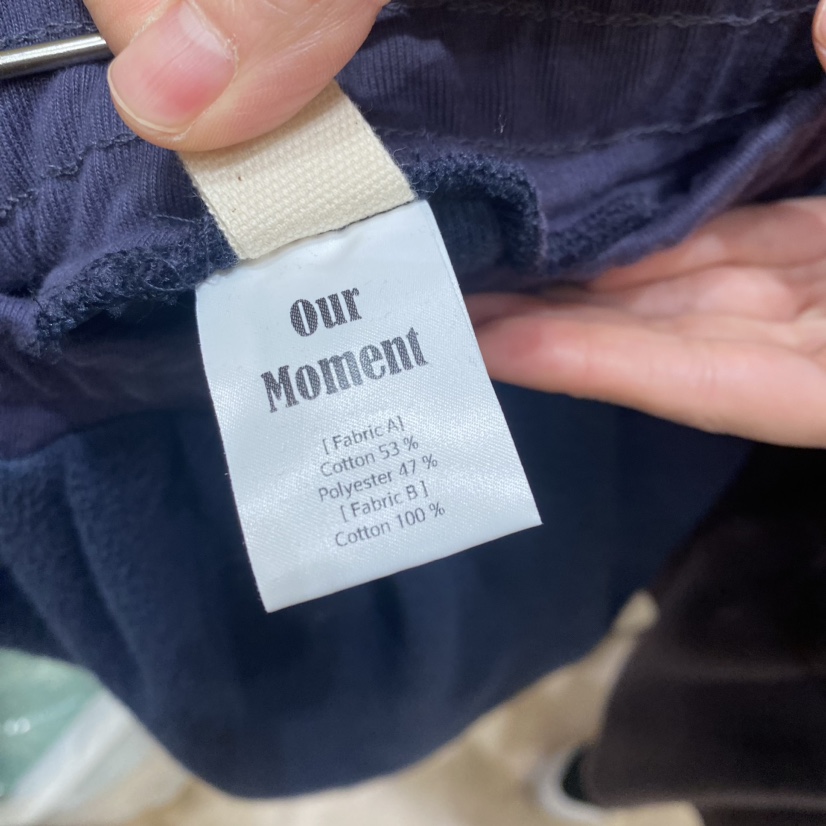 Our
Moment
[ Fabric A]
Cotton 53 %
Polyester 47 %
[ Fabric B ]
Cotton 100 %